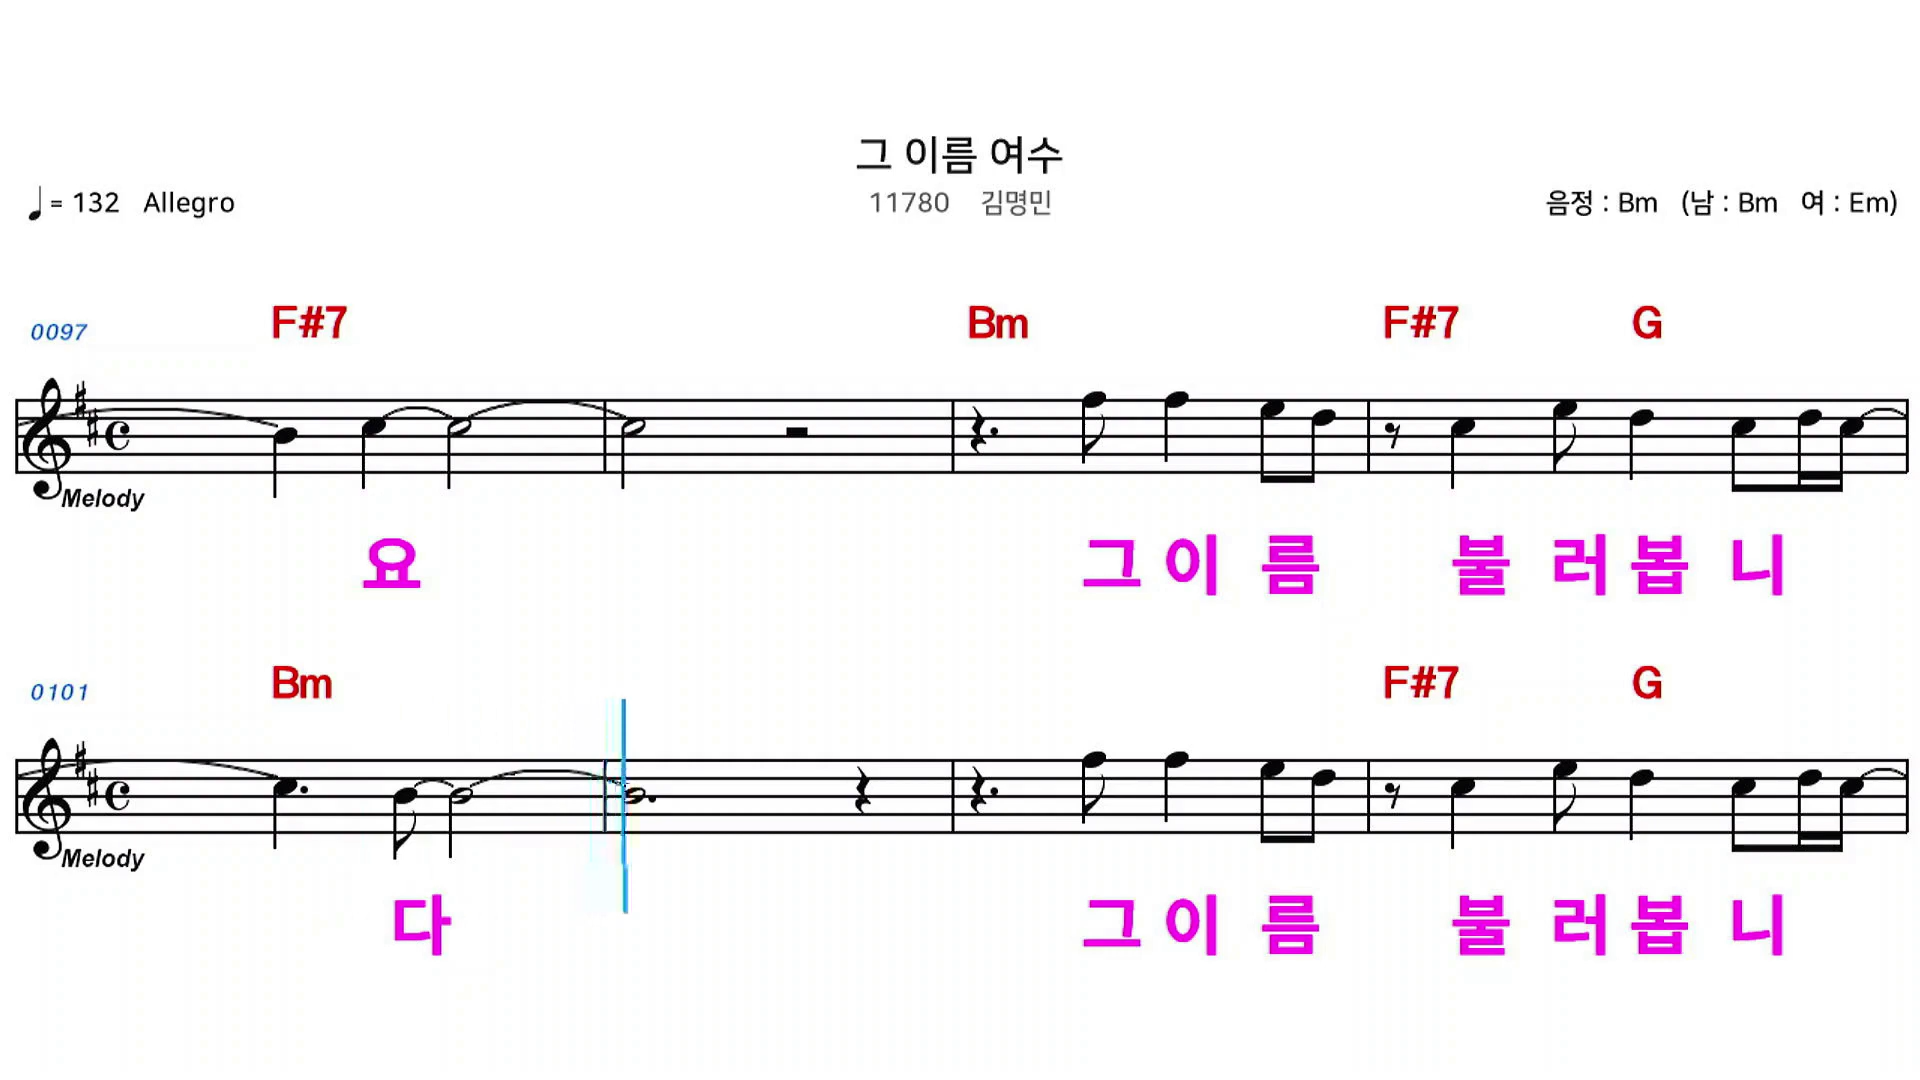 그 이름 여수
= 132 Allegro 11780 김명민 음정 : Bm (남 : Bm 여 : Em)
0097 F#7 Bm F#7 G
Melody
요 그 이 름 불 러 봅 니
0101 Bm F#7 G
Melody
다 그 이 름 불 러 봅 니